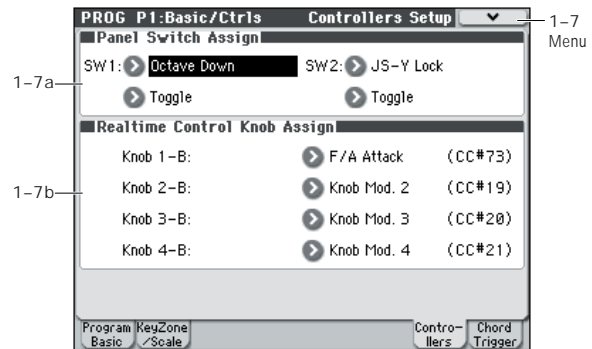 PROG P1:Basic/Ctrls Controllers Setup
1–7
Menu
Panel Switch Assign
SW1: Octave Down SW2: JS-Y Lock
1–7a
Toggle Toggle
Realtime Control Knob Assign
Knob 1-B: F/A Attack (CC#73)
1–7b
Knob 2-B: Knob Mod. 2 (CC#19)
Knob 3-B: Knob Mod. 3 (CC#20)
Knob 4-B: Knob Mod. 4 (CC#21)
Program Basic
KeyZone /Scale
Contro- llers
Chord Trigger